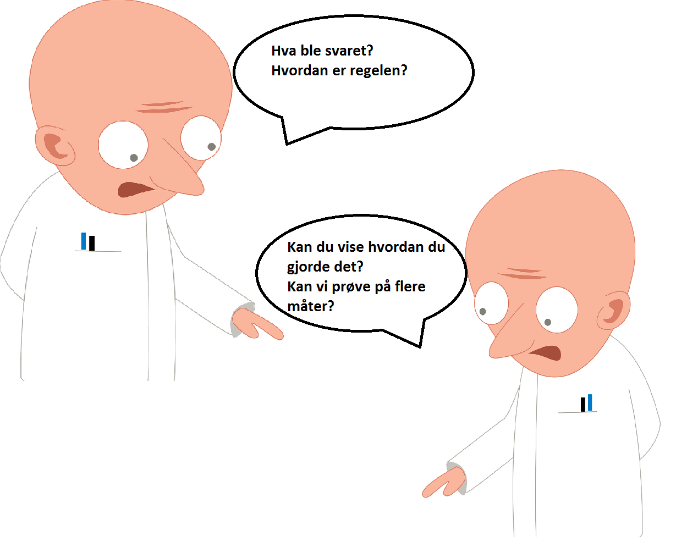 Hva ble svaret?
Hvordan er regelen?
Kan du vise hvordan du
gjorde det?
Kan vi prøve på flere
måter?